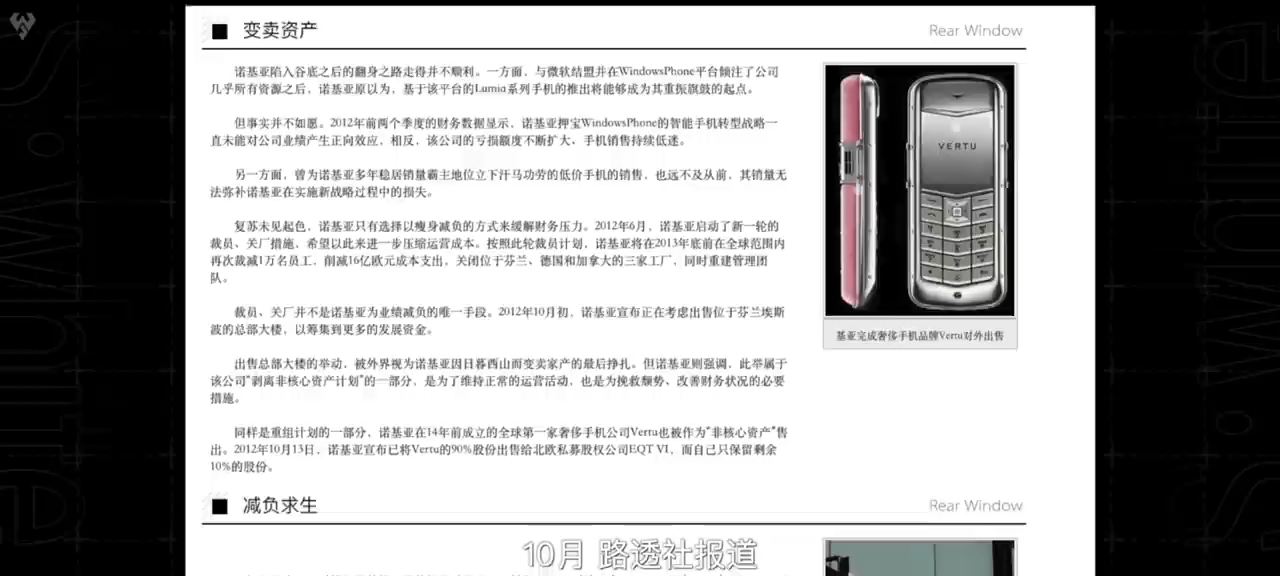 变卖资产
Rear Window
诺基亚陷入谷底之后的翻身之路走得并不顺利。一方面，与微软结盟并在WindowsPhone平台倾注了公司
几乎所有资源之后，诺基亚原以为，基于该平台的Lumia系列手机的推出将能够成为其重振旗鼓的起点。
但事实并不如愿。2012年前两个季度的财务数据显示，诺基亚押宝WindowsPhone的智能手机转型战略一
直未能对公司业绩产生正向效应，相反，该公司的亏损额度不断扩大、手机销售持续低迷。
另一方面，曾为诺基亚多年稳居销量霸主地位立下汗马功劳的低价手机的销售，也远不及从前，其销量无
法弥补诺基亚在实施新战略过程中的损失。
复苏未见起色，诺基亚只有选择以瘦身减负的方式来缓解财务压力。2012年6月，诺基亚启动了新一轮的
裁员、关厂措施，希望以此来进一步压缩运营成本。按照此轮裁员计划，诺基亚将在2013年底前在全球范围内
再次裁减1万名员工，削减16亿欧元成本支出，关闭位于芬兰、德国和加拿大的三家工厂，同时重建管理团
队。
裁员、关厂并不是诺基亚为业绩减负的唯一手段。2012年10月初，诺基亚宣布正在考虑出售位于芬兰埃斯
波的总部大楼，以筹集到更多的发展资金。
出售总部大楼的举动，被外界视为诺基亚因日暮西山而变卖家产的最后挣扎。但诺基亚则强调，此举属于
该公司“剥离非核心资产计划”的一部分，是为了维持正常的运营活动，也是为挽救颓势、改善财务状况的必要
措施。
同样是重组计划的一部分，诺基亚在14年前成立的全球第一家奢侈手机公司Vertu也被作为“非核心资产”售
出。2012年10月13日，诺基亚宣布已将Vertu的90%股份出售给北欧私募股权公司EQT VI，而自己只保留剩余
10%的股份。
VERTU
基亚完成奢侈手机品牌Vertu对外出售
减负求生
Rear Window
10月 路透社报道